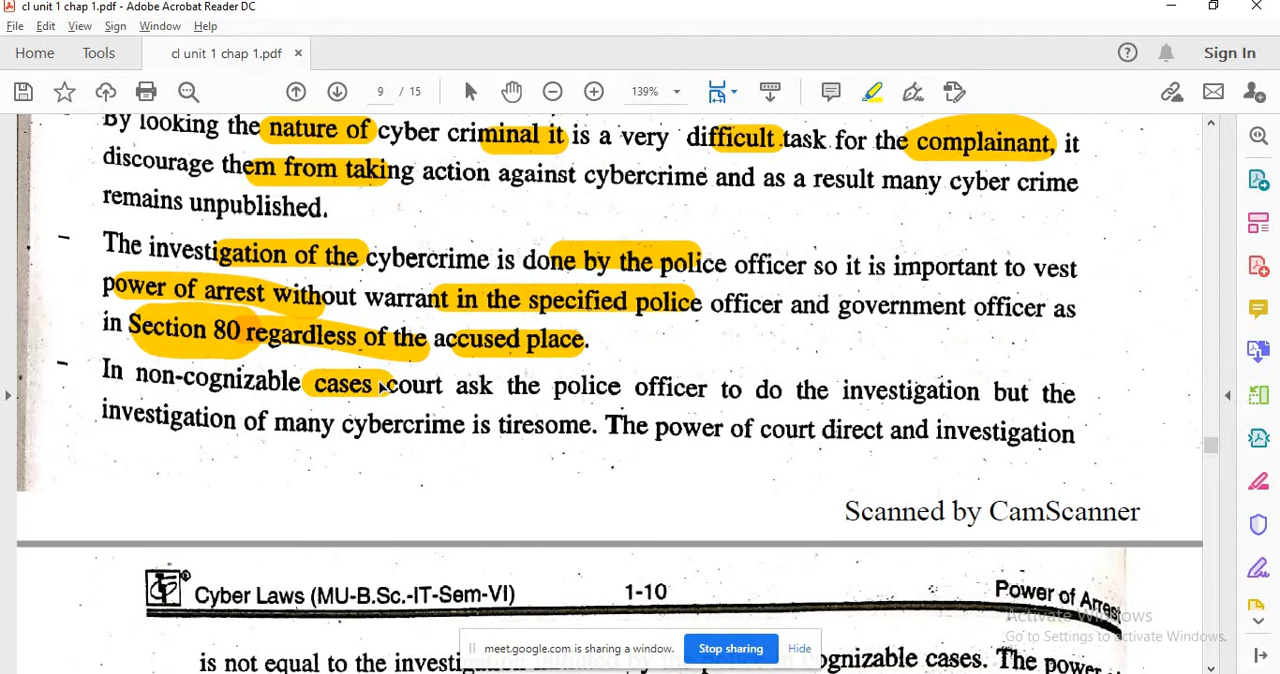 cl unit 1 chap 1.pdf - Adobe Acrobat Reader DC
File Edit View Sign Window Help
Home Tools cl unit 1 chap 1.pdf × Sign In
9 / 15 139%
By looking the nature of cyber criminal it is a very difficult task for the complainant, it
discourage them from taking action against cybercrime and as a result many cyber crime
remains unpublished.
– The investigation of the cybercrime is done by the police officer so it is important to vest
power of arrest without warrant in the specified police officer and government officer as
in Section 80 regardless of the accused place.
– In non-cognizable cases court ask the police officer to do the investigation but the
investigation of many cybercrime is tiresome. The power of court direct and investigation
Scanned by CamScanner
Cyber Laws (MU-B.Sc.-IT-Sem-VI) 1-10 Power of Arrest
Activate Windows
Go to Settings to activate Windows.
meet.google.com is sharing a window. Stop sharing Hide
is not equal to the by the cognizable cases. The power